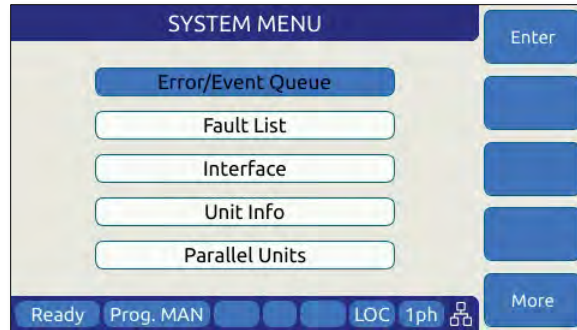 SYSTEM MENU
Enter
Error/Event Queue
Fault List
Interface
Unit Info
Parallel Units
More
Ready Prog. MAN LOC 1ph